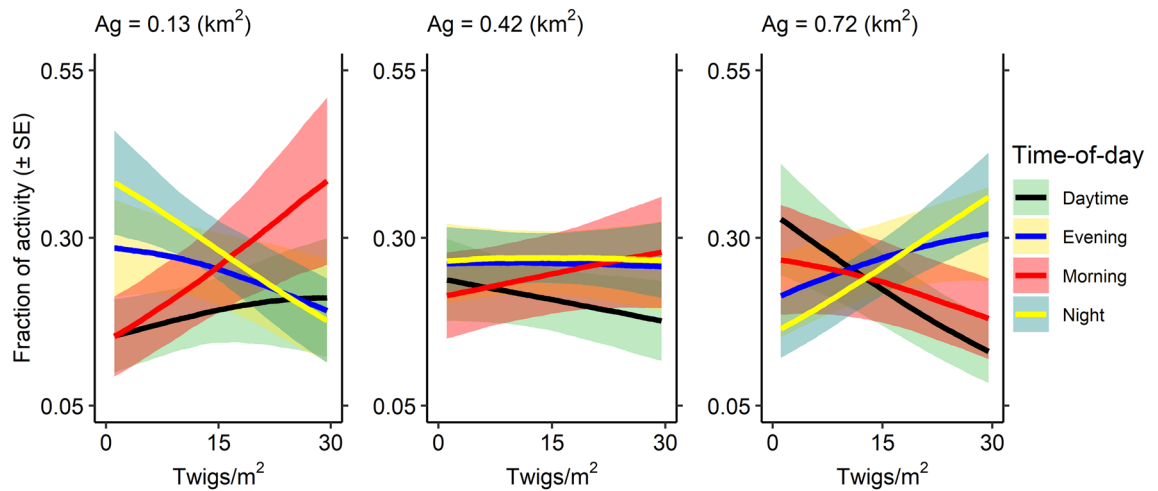 Ag = 0.13 (km²)
Ag = 0.42 (km²)
Ag = 0.72 (km²)
Fraction of activity (± SE)
0.55
0.30
0.05
0.55
0.30
0.05
0.55
0.30
0.05
0 15 30
0 15 30
0 15 30
Twigs/m²
Twigs/m²
Twigs/m²
Time-of-day
Daytime
Evening
Morning
Night